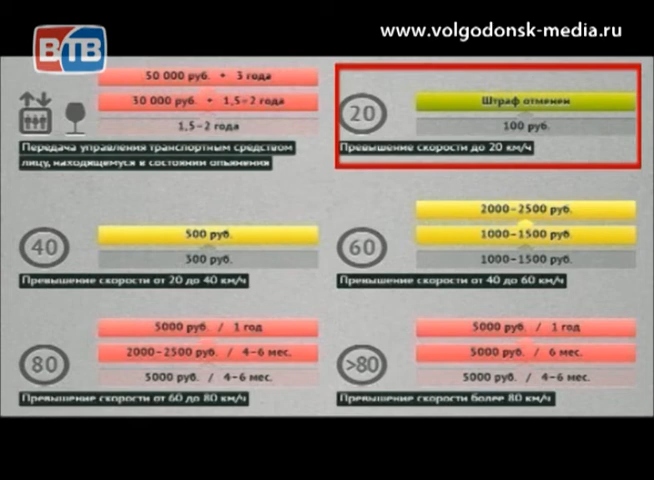 ВТВ
www.volgodonsk-media.ru
50 000 руб. + 3 года
30 000 руб. + 1,5-2 года
1,5-2 года
Передача управления транспортным средством
лицу, находящемуся в состоянии опьянения
20
Штраф отменен
100 руб.
Превышение скорости до 20 км/ч
40
500 руб.
300 руб.
Превышение скорости от 20 до 40 км/ч
60
2000-2500 руб.
1000-1500 руб.
1000-1500 руб.
Превышение скорости от 40 до 60 км/ч
80
5000 руб. / 1 год
2000-2500 руб. / 4-6 мес.
5000 руб. / 4-6 мес.
Превышение скорости от 60 до 80 км/ч
>80
5000 руб. / 1 год
5000 руб. / 6 мес.
5000 руб. / 4-6 мес.
Превышение скорости более 80 км/ч